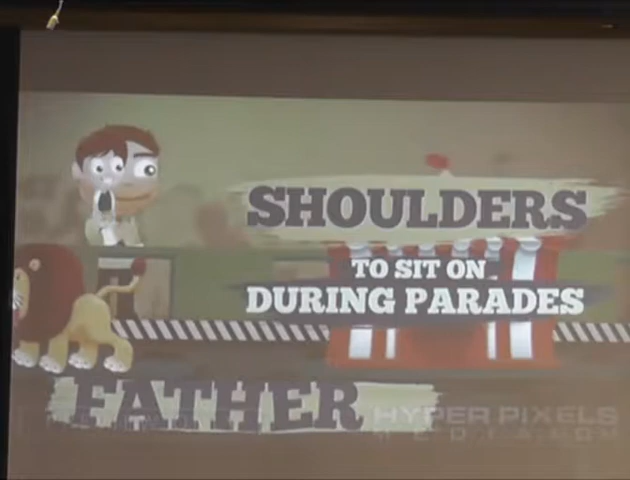 SHOULDERS
TO SIT ON
DURING PARADES
FATHER
HYPER PIXELS